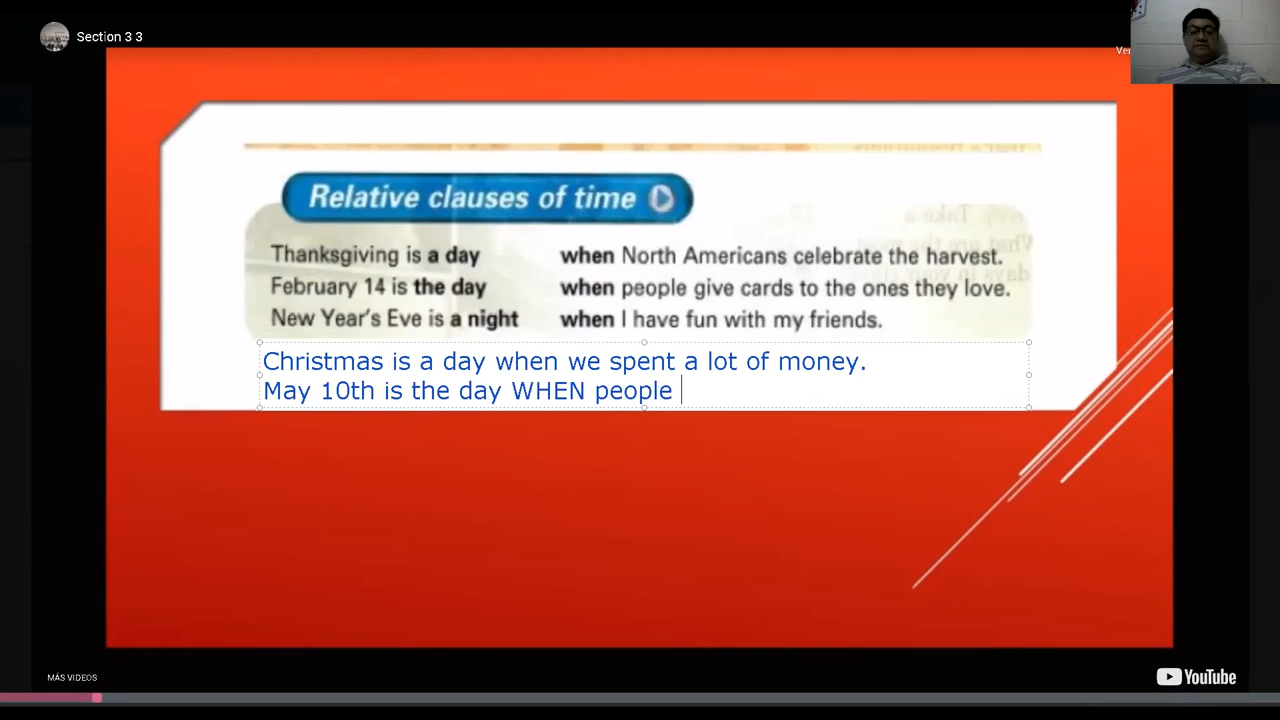 Section 3 3
Ver
Relative clauses of time
Thanksgiving is a day when North Americans celebrate the harvest.
February 14 is the day when people give cards to the ones they love.
New Year's Eve is a night when I have fun with my friends.
Christmas is a day when we spent a lot of money.
May 10th is the day WHEN people
MÁS VIDEOS
YouTube